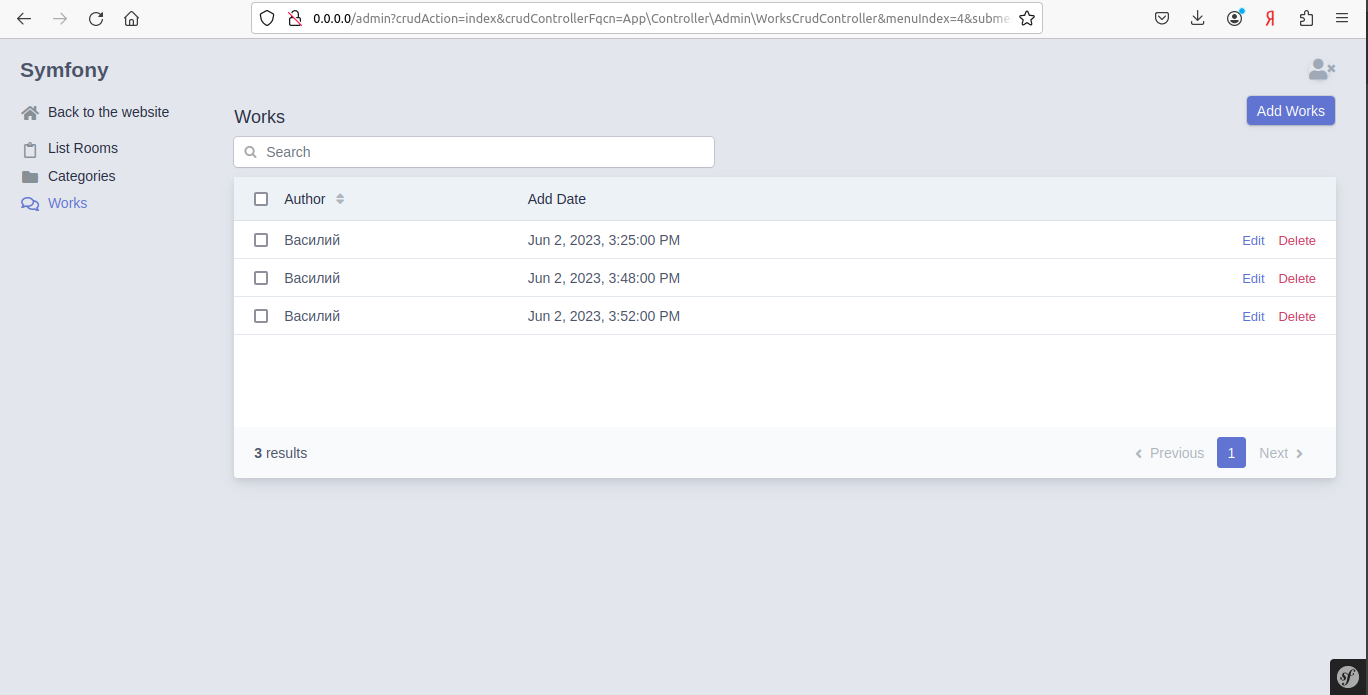 0.0.0.0/admin?crudAction=index&crudControllerFqcn=App\Controller\Admin\WorksCrudController&menuIndex=4&subme
Я
Symfony
Back to the website
List Rooms
Categories
Works
Works
Add Works
Search
Author Add Date
Василий Jun 2, 2023, 3:25:00 PM Edit Delete
Василий Jun 2, 2023, 3:48:00 PM Edit Delete
Василий Jun 2, 2023, 3:52:00 PM Edit Delete
3 results Previous 1 Next
sf